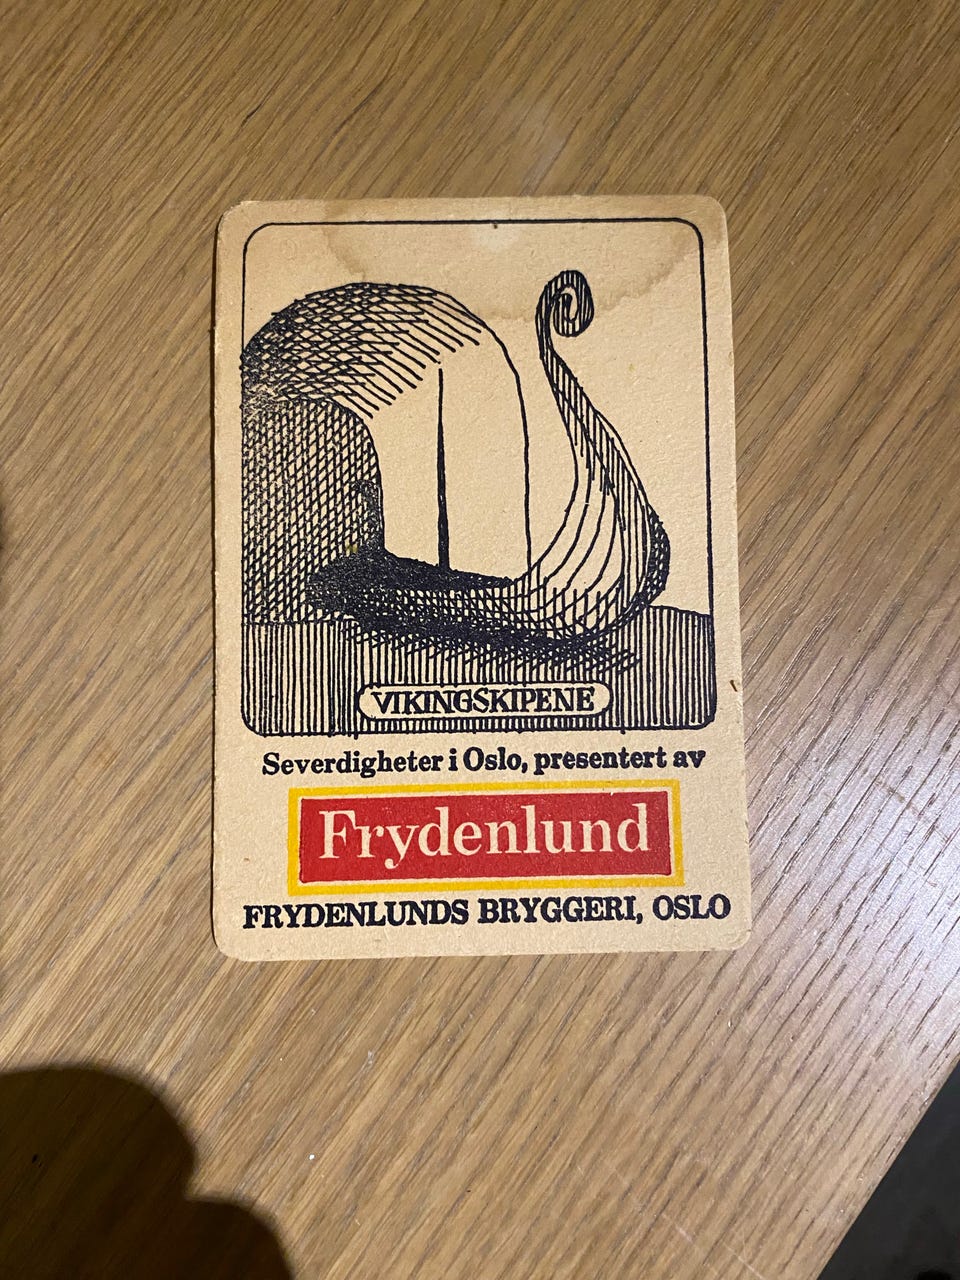 VIKINGSKIPENE
Severdigheter i Oslo, presentert av
Frydenlund
FRYDENLUNDS BRYGGERI, OSLO